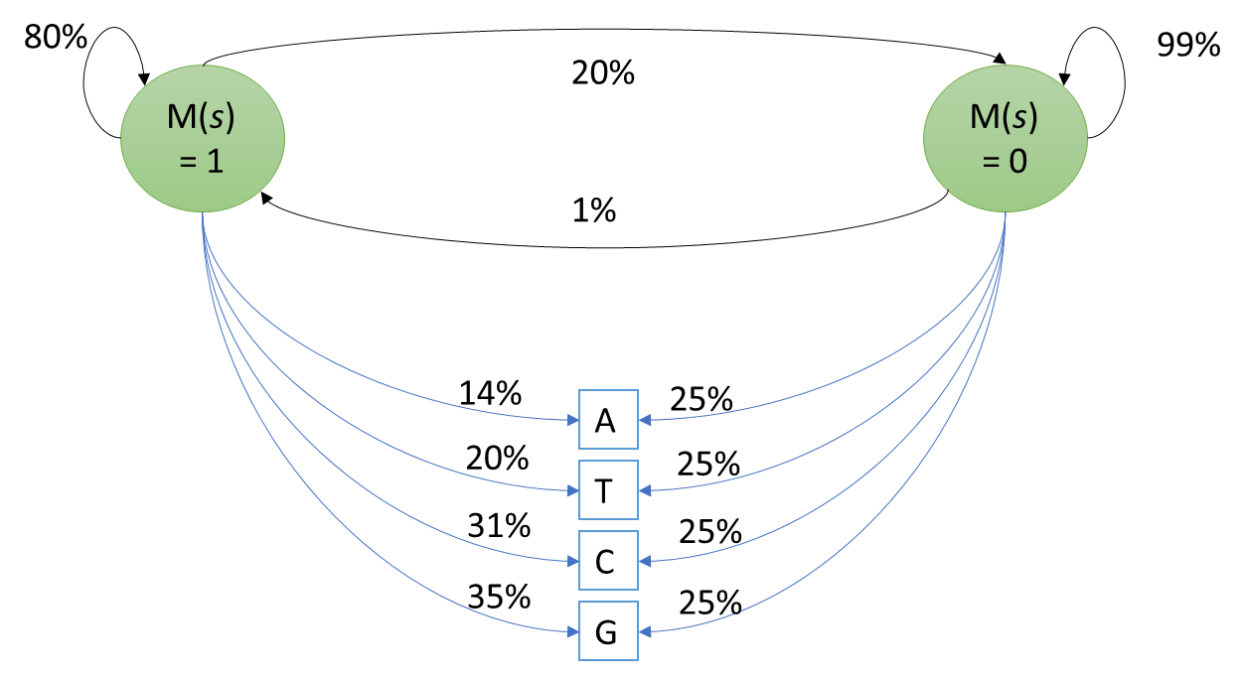 80%
99%
20%
M(s)
= 1
M(s)
= 0
1%
14%
25%
A
20%
25%
T
31%
25%
C
35%
25%
G